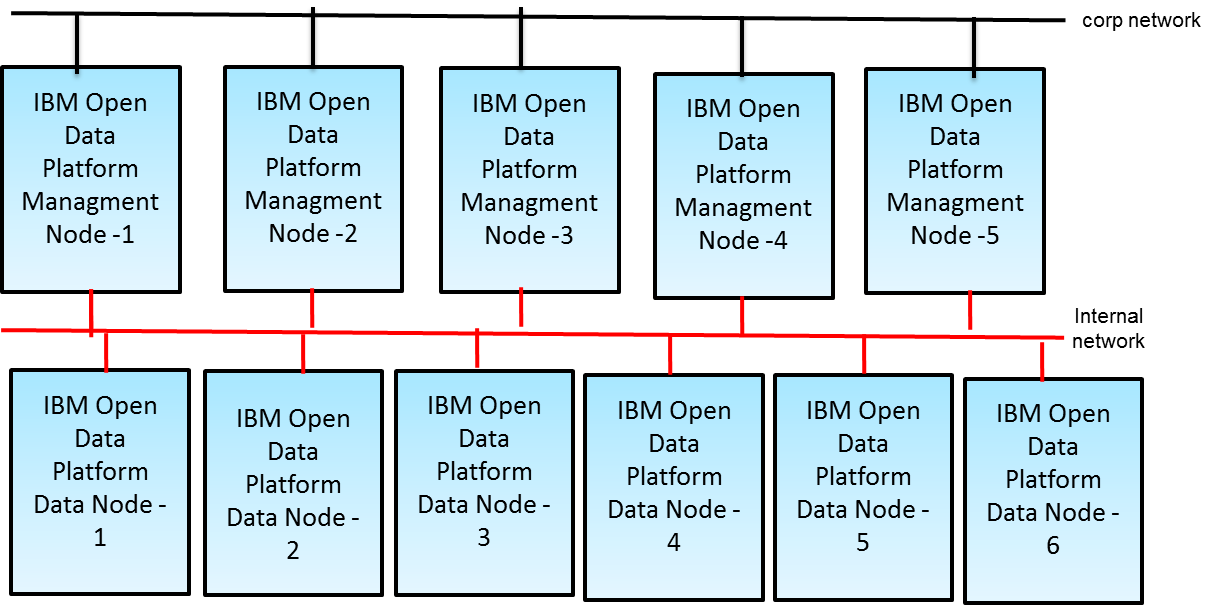 corp network
IBM Open
Data
Platform
Managment
Node -1
IBM Open
Data
Platform
Managment
Node -2
IBM Open
Data
Platform
Managment
Node -3
IBM Open
Data
Platform
Managment
Node -4
IBM Open
Data
Platform
Managment
Node -5
Internal
network
IBM Open
Data
Platform
Data Node -
1
IBM Open
Data
Platform
Data Node -
2
IBM Open
Data
Platform
Data Node -
3
IBM Open
Data
Platform
Data Node -
4
IBM Open
Data
Platform
Data Node -
5
IBM Open
Data
Platform
Data Node -
6